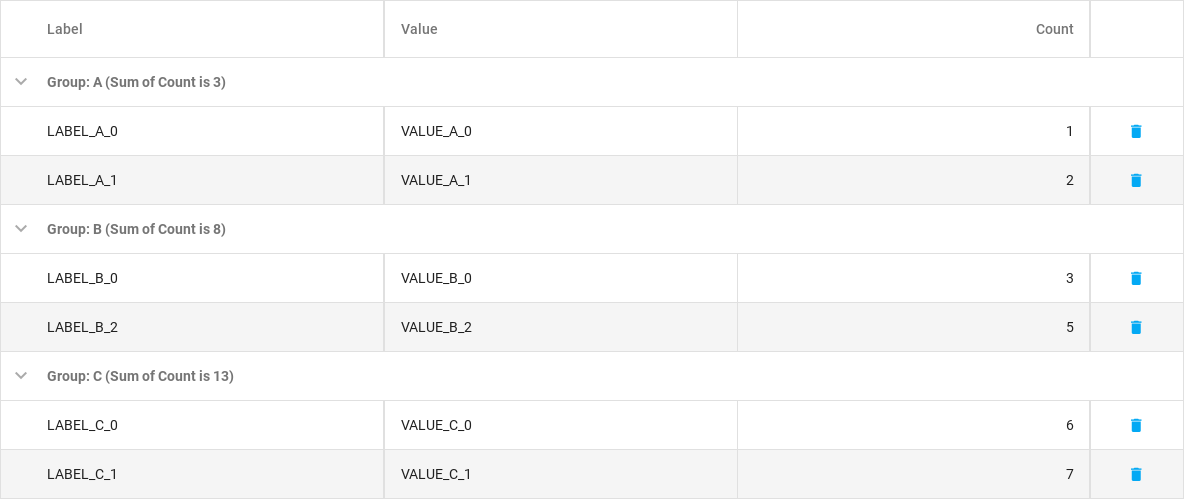 Label Value Count
Group: A (Sum of Count is 3)
LABEL_A_0 VALUE_A_0 1
LABEL_A_1 VALUE_A_1 2
Group: B (Sum of Count is 8)
LABEL_B_0 VALUE_B_0 3
LABEL_B_2 VALUE_B_2 5
Group: C (Sum of Count is 13)
LABEL_C_0 VALUE_C_0 6
LABEL_C_1 VALUE_C_1 7